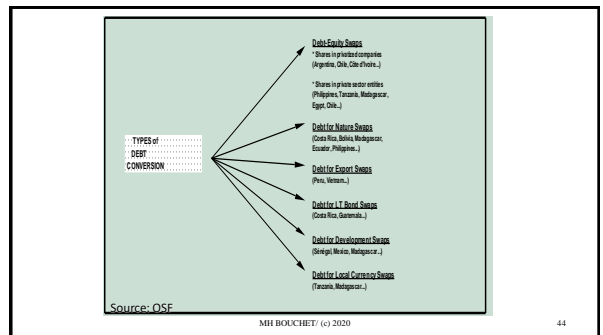 Debt-Equity Swaps
* Shares in privatized companies
(Argentina, Chile, Côte d'Ivoire...)
* Shares in private sector entities
(Philippines, Tanzania, Madagascar,
Egypt, Chile...)
Debt for Nature Swaps
(Costa Rica, Bolivia, Madagascar,
Ecuador, Philippines...)
TYPES of
DEBT
CONVERSION
Debt for Export Swaps
(Peru, Vietnam...)
Debt for LT Bond Swaps
(Costa Rica, Guatemala...)
Debt for Development Swaps
(Sénégal, Mexico, Madagascar...)
Debt for Local Currency Swaps
(Tanzania, Madagascar...)
Source: OSF
MH BOUCHET/ (c) 2020
44